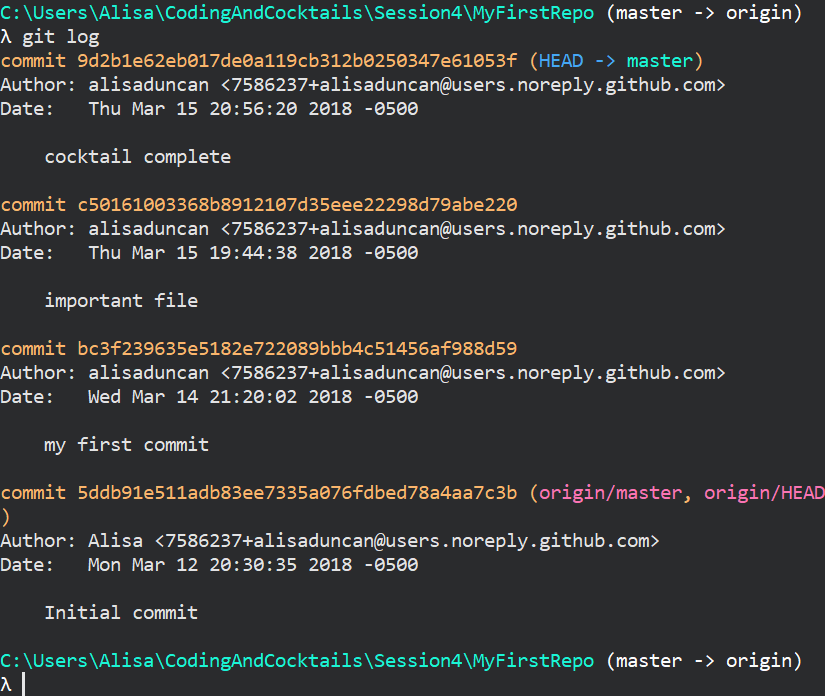 C:\Users\Alisa\CodingAndCocktails\Session4\MyFirstRepo (master -> origin)
λ git log
commit 9d2b1e62eb017de0a119cb312b0250347e61053f (HEAD -> master)
Author: alisaduncan <7586237+alisaduncan@users.noreply.github.com>
Date:   Thu Mar 15 20:56:20 2018 -0500
    cocktail complete
commit c50161003368b8912107d35eee22298d79abe220
Author: alisaduncan <7586237+alisaduncan@users.noreply.github.com>
Date:   Thu Mar 15 19:44:38 2018 -0500
    important file
commit bc3f239635e5182e722089bbb4c51456af988d59
Author: alisaduncan <7586237+alisaduncan@users.noreply.github.com>
Date:   Wed Mar 14 21:20:02 2018 -0500
    my first commit
commit 5ddb91e511adb83ee7335a076fdbed78a4aa7c3b (origin/master, origin/HEAD
)
Author: Alisa <7586237+alisaduncan@users.noreply.github.com>
Date:   Mon Mar 12 20:30:35 2018 -0500
    Initial commit
C:\Users\Alisa\CodingAndCocktails\Session4\MyFirstRepo (master -> origin)
λ